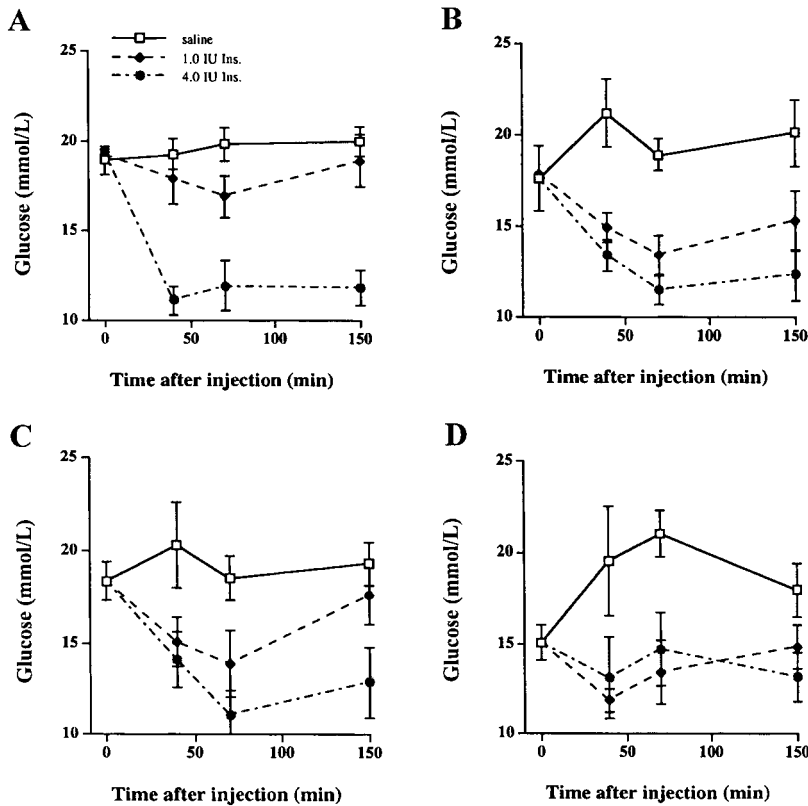 A
saline
1.0 IU Ins.
4.0 IU Ins.
25
20
15
10
Glucose (mmol/L)
0
50
100
150
Time after injection (min)
B
25
20
15
10
Glucose (mmol/L)
0
50
100
150
Time after injection (min)
C
25
20
15
10
Glucose (mmol/L)
0
50
100
150
Time after injection (min)
D
25
20
15
10
Glucose (mmol/L)
0
50
100
150
Time after injection (min)